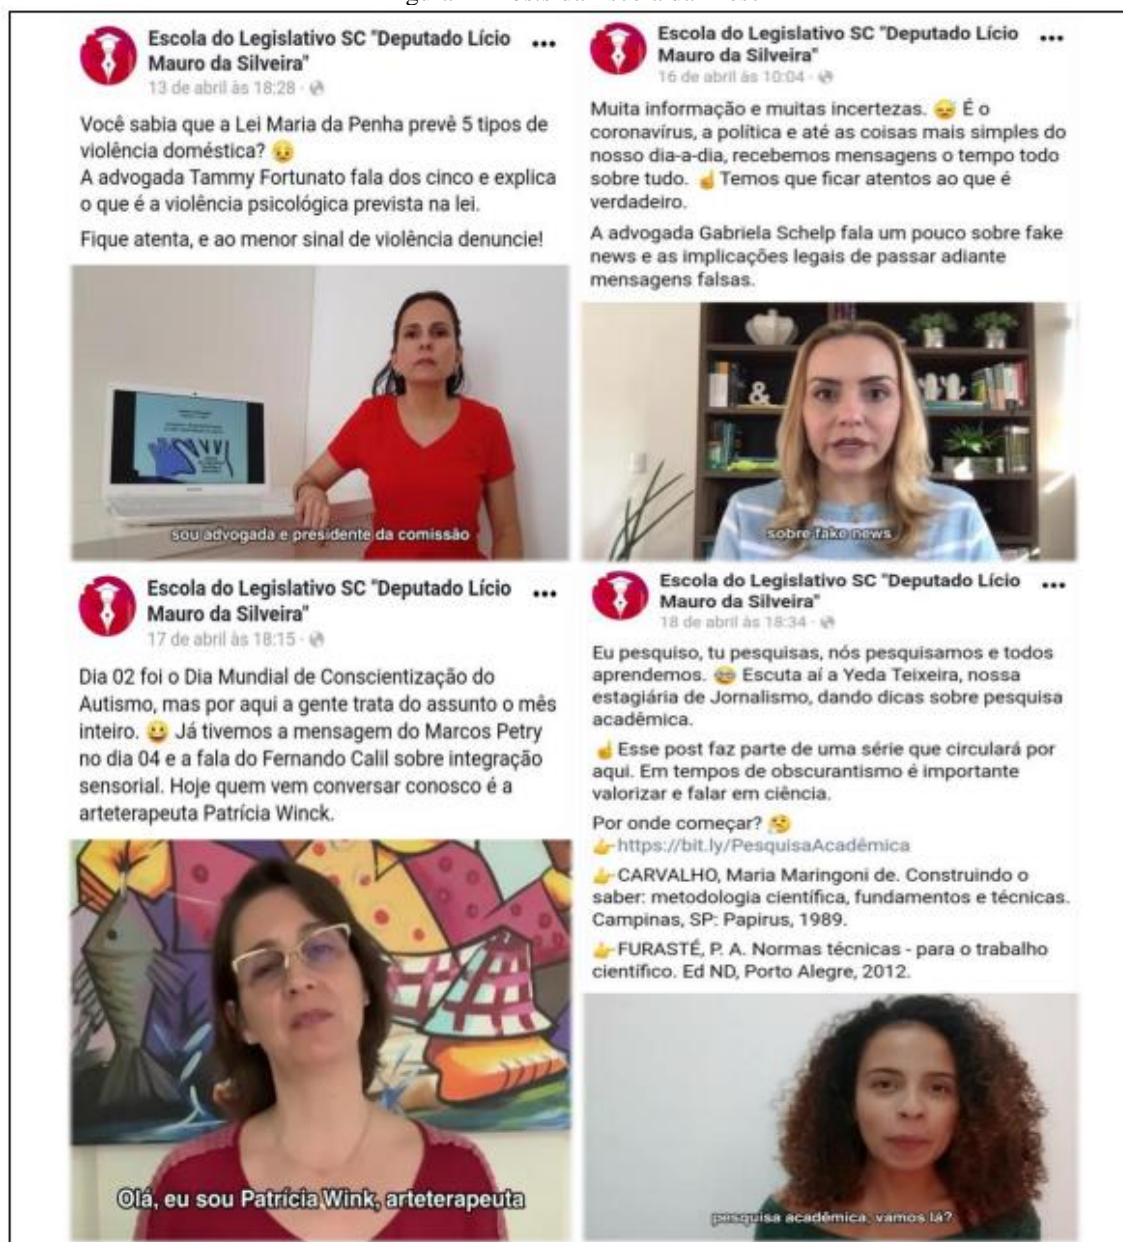 Escola do Legislativo SC "Deputado Lício
Mauro da Silveira"
13 de abril às 18:28
Você sabia que a Lei Maria da Penha prevê 5 tipos de
violência doméstica? 😥
A advogada Tammy Fortunato fala dos cinco e explica
o que é a violência psicológica prevista na lei.
Fique atenta, e ao menor sinal de violência denuncie!
sou advogada e presidente da comissão
Escola do Legislativo SC "Deputado Lício
Mauro da Silveira"
16 de abril às 10:04
Muita informação e muitas incertezas. 😴 É o
coronavírus, a política e até as coisas mais simples do
nosso dia-a-dia, recebemos mensagens o tempo todo
sobre tudo. ☝ Temos que ficar atentos ao que é
verdadeiro.
A advogada Gabriela Schelp fala um pouco sobre fake
news e as implicações legais de passar adiante
mensagens falsas.
&
sobre fake news
Escola do Legislativo SC "Deputado Lício
Mauro da Silveira"
17 de abril às 18:15
Dia 02 foi o Dia Mundial de Conscientização do
Autismo, mas por aqui a gente trata do assunto o mês
inteiro. 😀 Já tivemos a mensagem do Marcos Petry
no dia 04 e a fala do Fernando Calil sobre integração
sensorial. Hoje quem vem conversar conosco é a
arteterapeuta Patrícia Winck.
Olá, eu sou Patrícia Wink, arteterapeuta
Escola do Legislativo SC "Deputado Lício
Mauro da Silveira"
18 de abril às 18:34
Eu pesquiso, tu pesquisas, nós pesquisamos e todos
aprendemos. 🤓 Escuta aí a Yeda Teixeira, nossa
estagiária de Jornalismo, dando dicas sobre pesquisa
acadêmica.
☝ Esse post faz parte de uma série que circulará por
aqui. Em tempos de obscurantismo é importante
valorizar e falar em ciência.
Por onde começar? 🤔
👉https://bit.ly/PesquisaAcadêmica
👉CARVALHO, Maria Maringoni de. Construindo o
saber: metodologia científica, fundamentos e técnicas.
Campinas, SP: Papirus, 1989.
👉FURASTÉ, P. A. Normas técnicas - para o trabalho
científico. Ed ND, Porto Alegre, 2012.
pesquisa acadêmica, vamos lá?